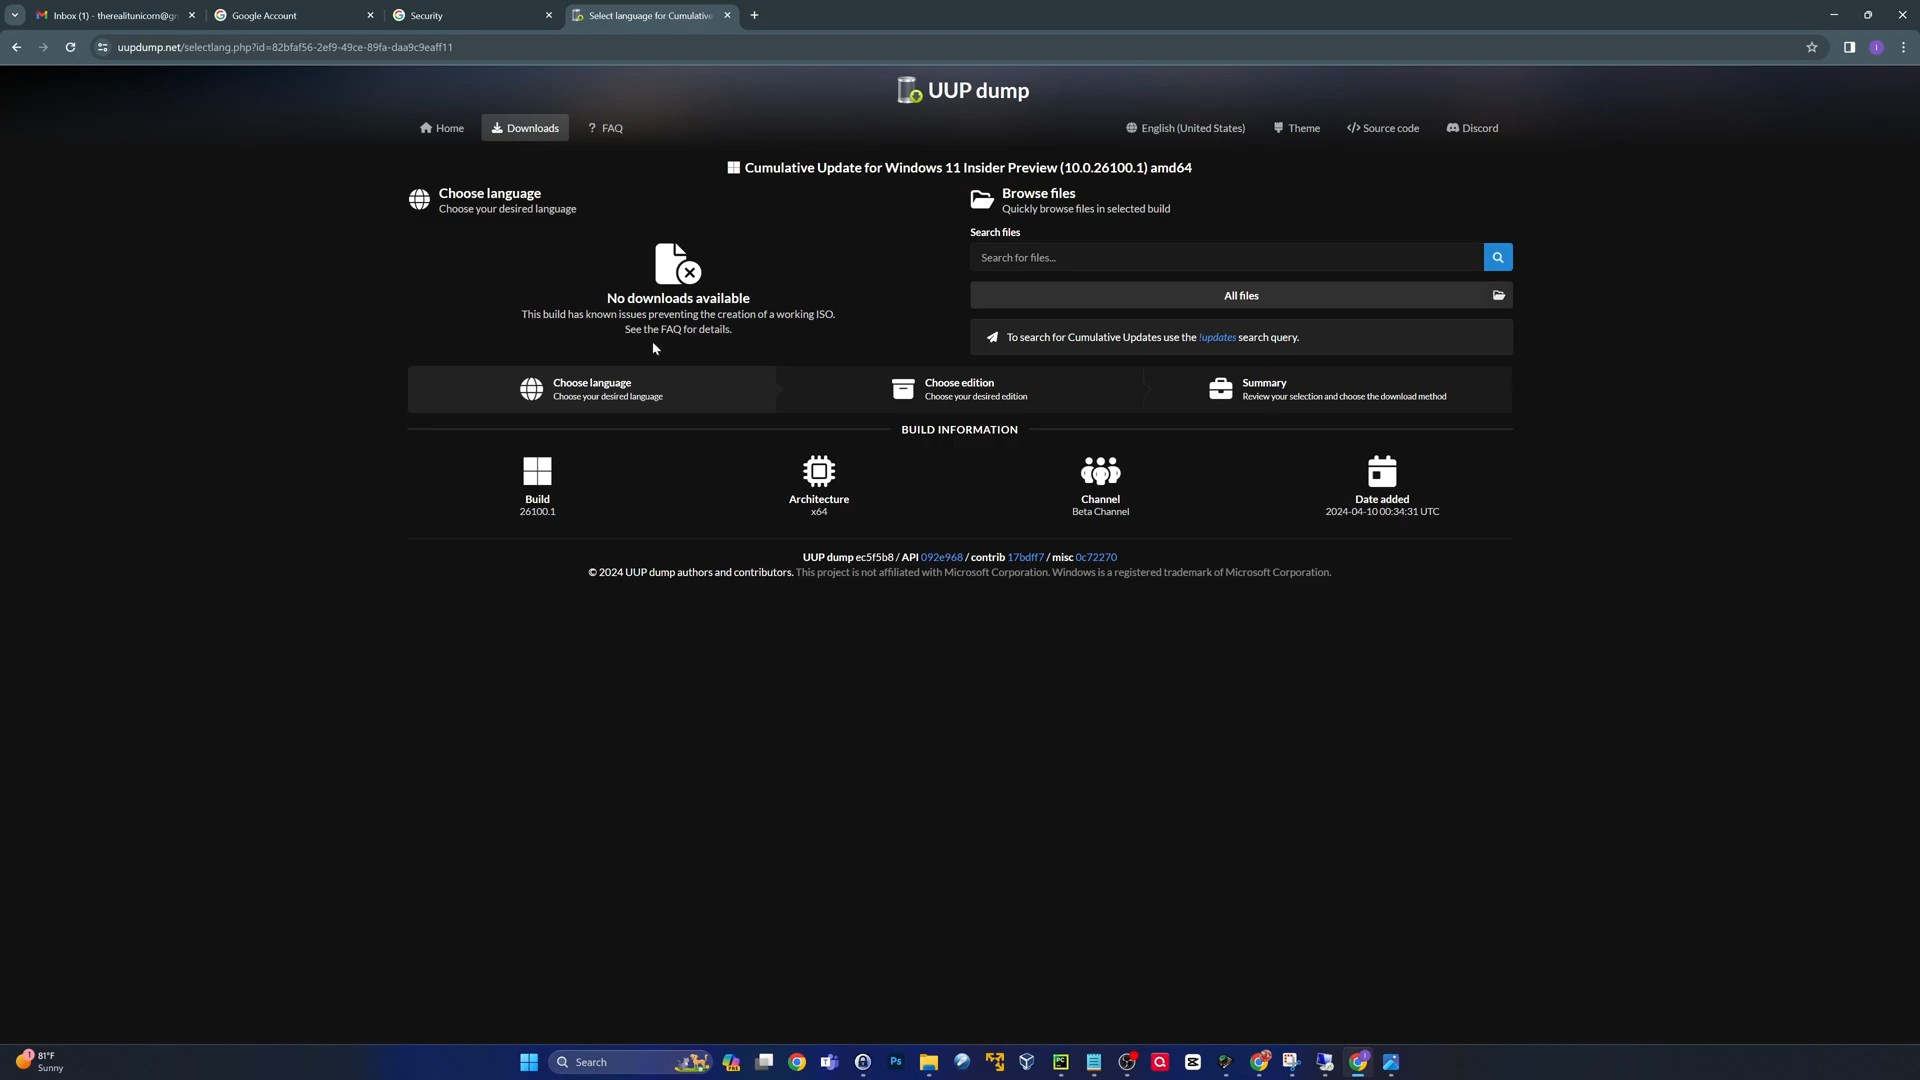 Inbox (1) - therealitunicorn@gm
Google Account
Security
Select language for Cumulative
uupdump.net/selectlang.php?id=82bfaf56-2ef9-49ce-89fa-daa9c9eaff11
I
UUP dump
Home
Downloads
? FAQ
English (United States)
Theme
</> Source code
Discord
Cumulative Update for Windows 11 Insider Preview (10.0.26100.1) amd64
Choose language
Choose your desired language
No downloads available
This build has known issues preventing the creation of a working ISO.
See the FAQ for details.
Browse files
Quickly browse files in selected build
Search files
Search for files...
All files
To search for Cumulative Updates use the !updates search query.
Choose language
Choose your desired language
Choose edition
Choose your desired edition
Summary
Review your selection and choose the download method
BUILD INFORMATION
Build
26100.1
Architecture
x64
Channel
Beta Channel
Date added
2024-04-10 00:34:31 UTC
UUP dump ec5f5b8 / API 092e968 / contrib 17bdff7 / misc 0c72270
© 2024 UUP dump authors and contributors. This project is not affiliated with Microsoft Corporation. Windows is a registered trademark of Microsoft Corporation.
1
81°F
Sunny
Search
Ps
PC